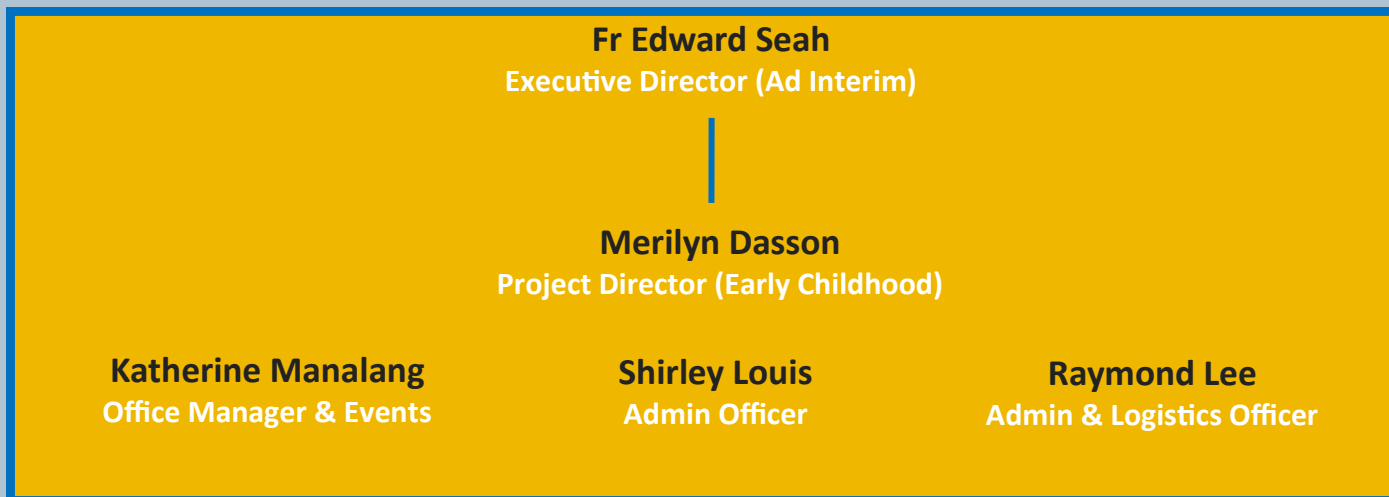 Fr Edward Seah
Executive Director (Ad Interim)
Merilyn Dasson
Project Director (Early Childhood)
Katherine Manalang
Office Manager & Events
Shirley Louis
Admin Officer
Raymond Lee
Admin & Logistics Officer